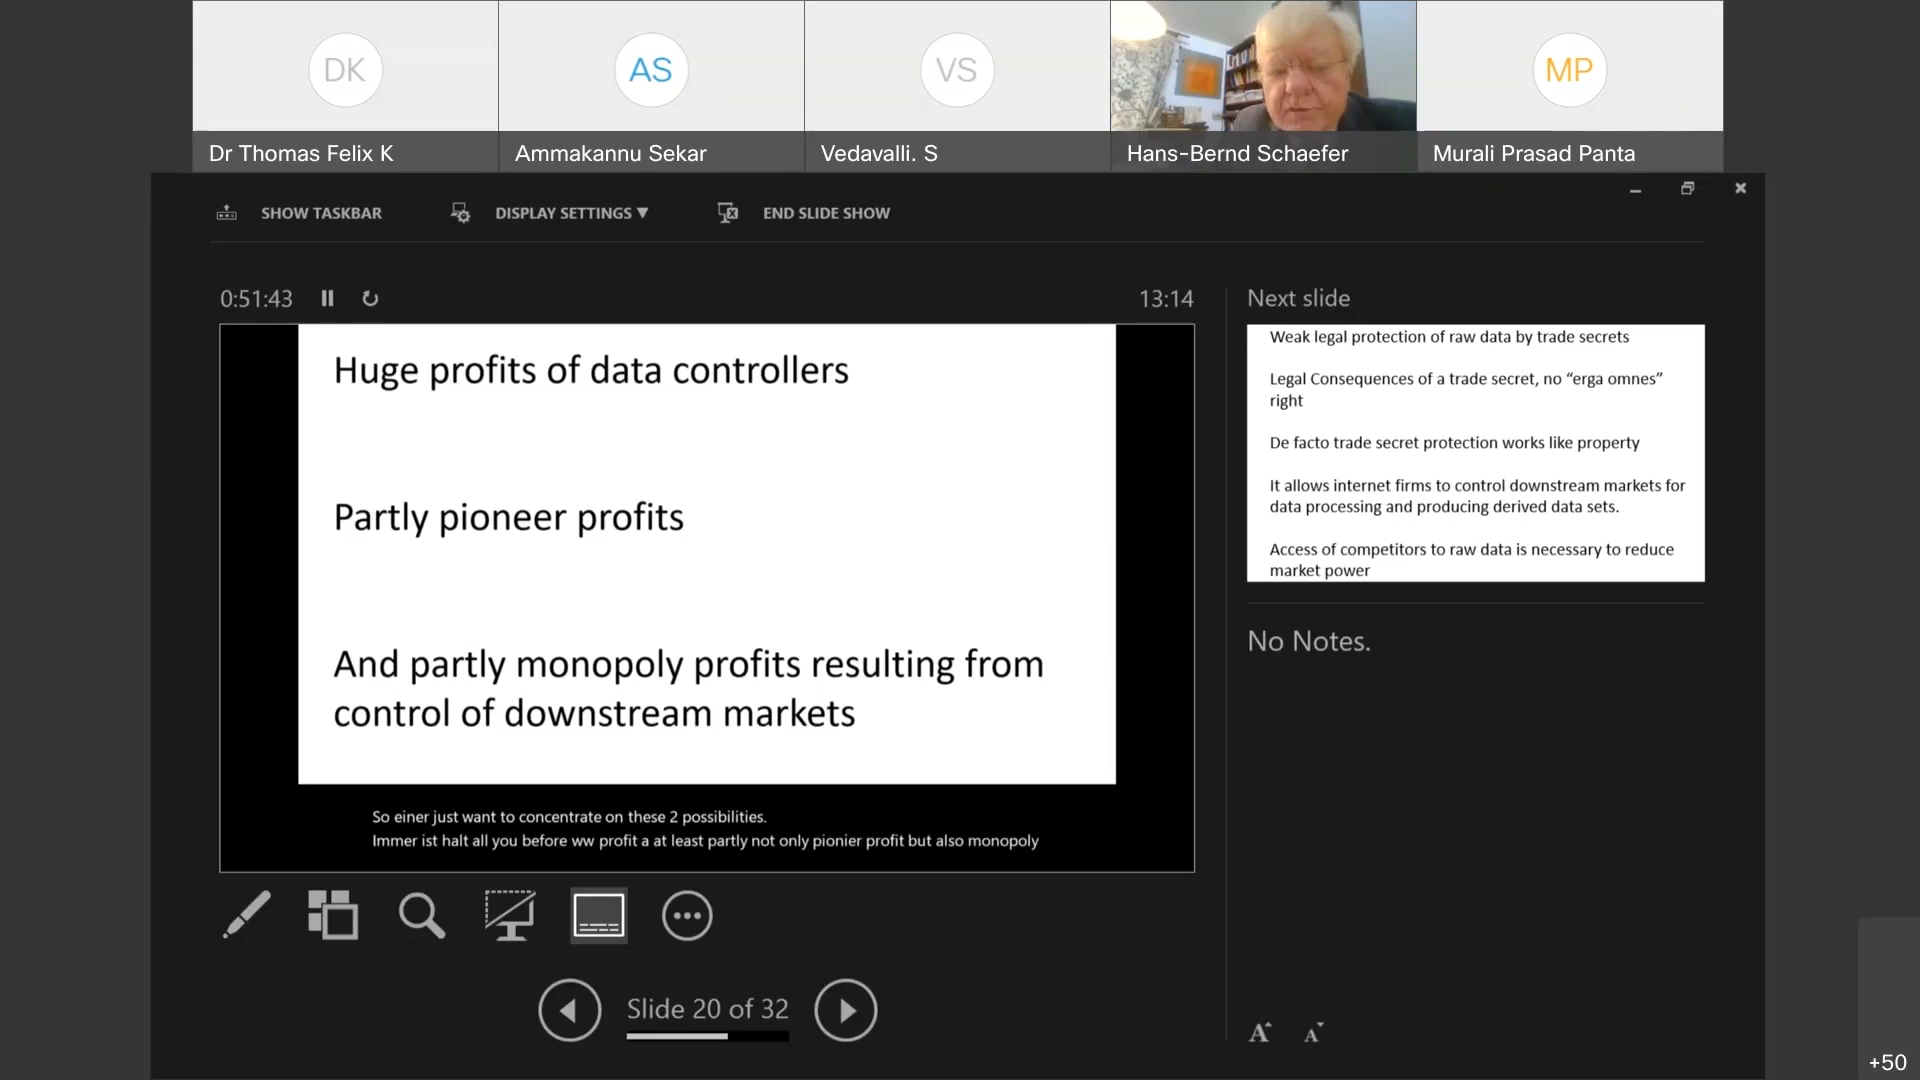 DK
AS
VS
MP
Dr Thomas Felix K
Ammakannu Sekar
Vedavalli. S
Hans-Bernd Schaefer
Murali Prasad Panta
SHOW TASKBAR
DISPLAY SETTINGS ▼
END SLIDE SHOW
0:51:43
13:14
Huge profits of data controllers
Partly pioneer profits
And partly monopoly profits resulting from
control of downstream markets
So einer just want to concentrate on these 2 possibilities.
Immer ist halt all you before ww profit a at least partly not only pionier profit but also monopoly
Slide 20 of 32
Next slide
Weak legal protection of raw data by trade secrets
Legal Consequences of a trade secret, no “erga omnes”
right
De facto trade secret protection works like property
It allows internet firms to control downstream markets for
data processing and producing derived data sets.
Access of competitors to raw data is necessary to reduce
market power
No Notes.
A A
+50